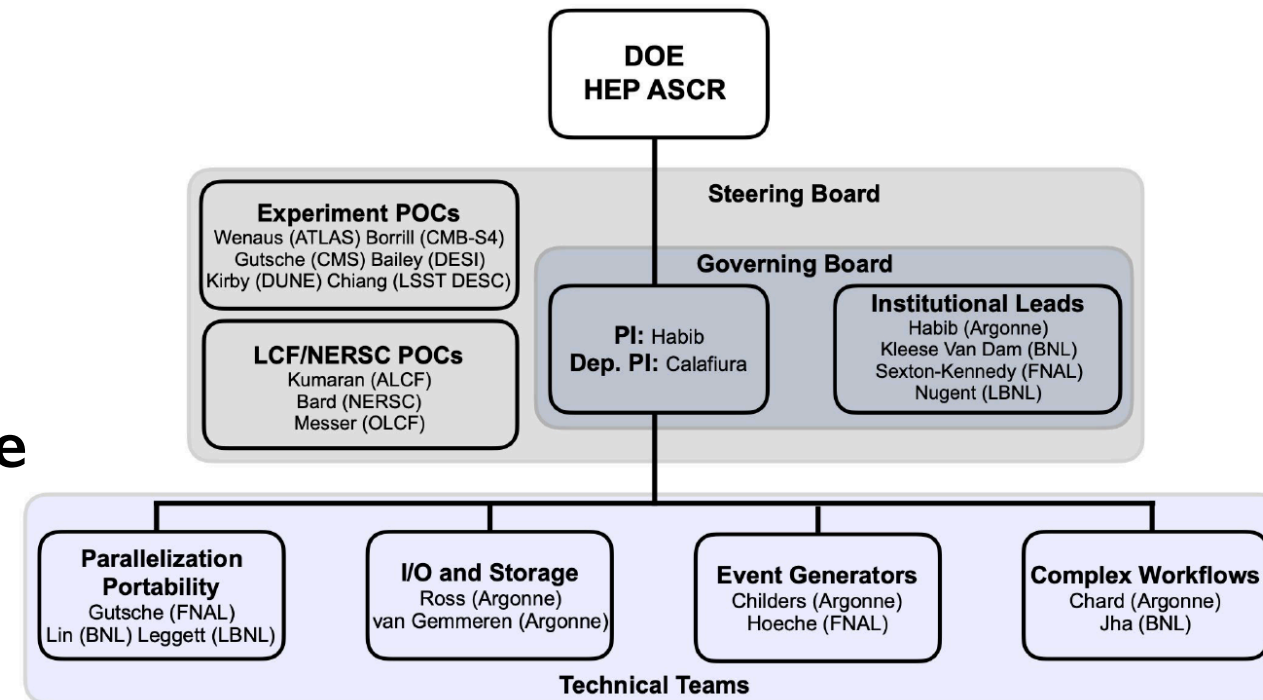 DOE
HEP ASCR
Steering Board
Experiment POCs
Wenaus (ATLAS) Borrill (CMB-S4)
Gutsche (CMS) Bailey (DESI)
Kirby (DUNE) Chiang (LSST DESC)
LCF/NERSC POCs
Kumaran (ALCF)
Bard (NERSC)
Messer (OLCF)
Governing Board
PI: Habib
Dep. PI: Calafiura
Institutional Leads
Habib (Argonne)
Kleese Van Dam (BNL)
Sexton-Kennedy (FNAL)
Nugent (LBNL)
e
Parallelization
Portability
Gutsche (FNAL)
Lin (BNL) Leggett (LBNL)
I/O and Storage
Ross (Argonne)
van Gemmeren (Argonne)
Event Generators
Childers (Argonne)
Hoeche (FNAL)
Complex Workflows
Chard (Argonne)
Jha (BNL)
Technical Teams